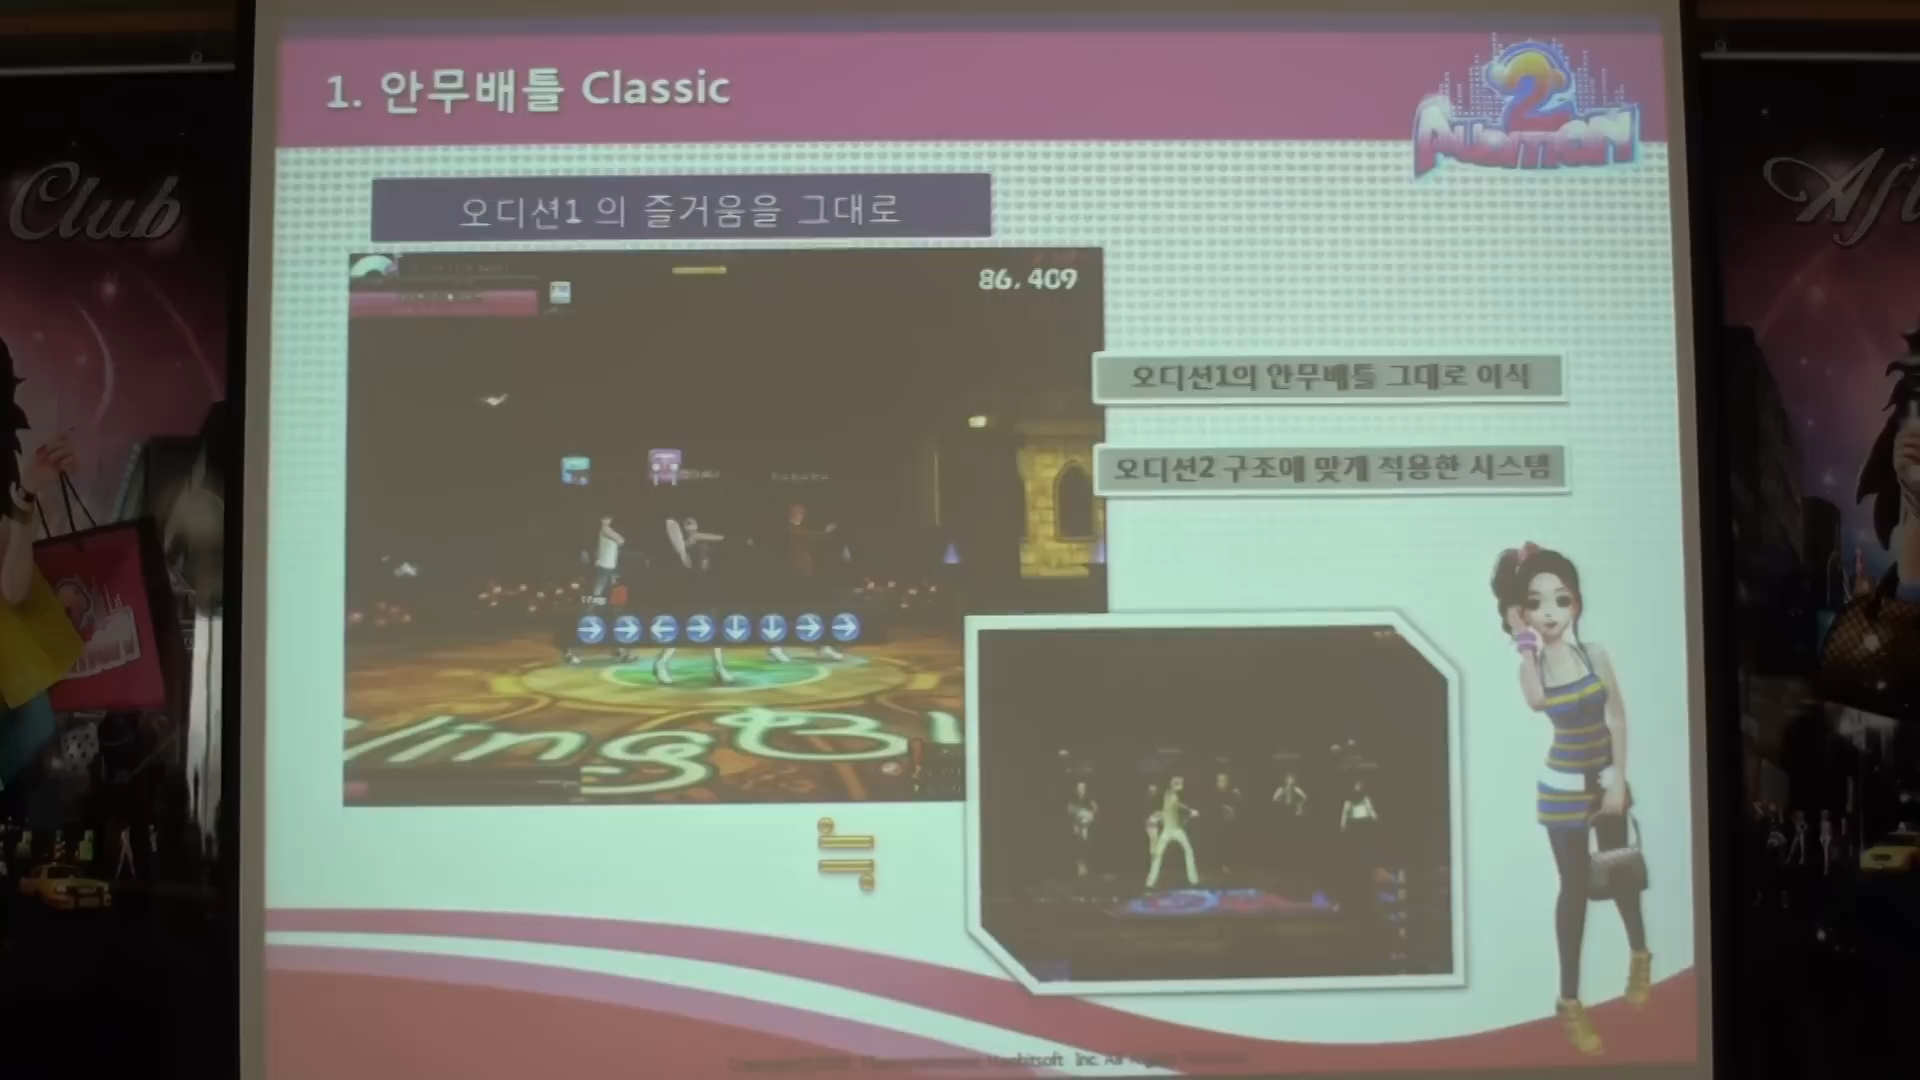 1. 안무배틀 Classic
2 AUDITION
Club
오디션1 의 즐거움을 그대로
86,409
오디션1의 안무배틀 그대로 이식
오디션2 구조에 맞게 적용한 시스템
Inc. All